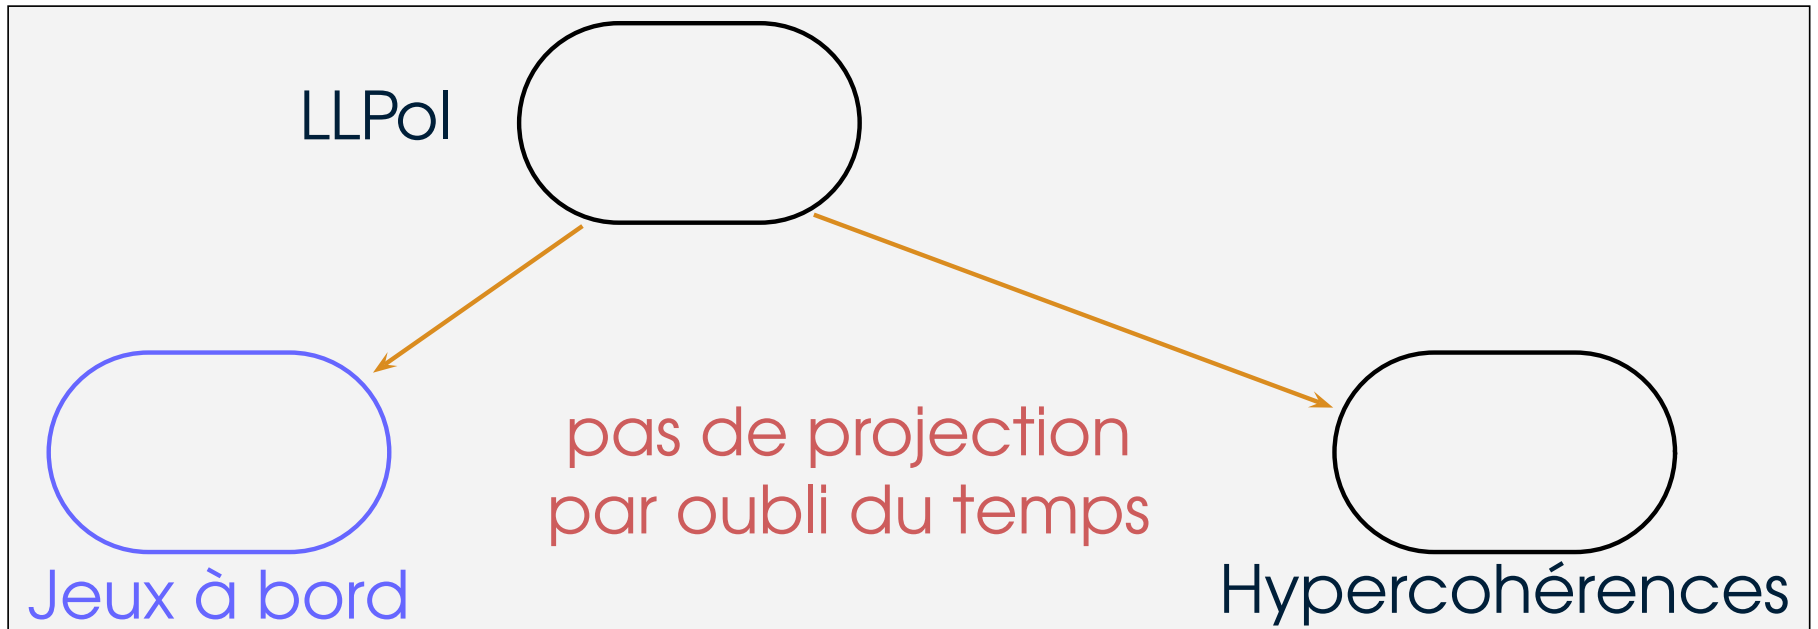 LLPol
pas de projection
par oubli du temps
Jeux à bord
Hypercohérences